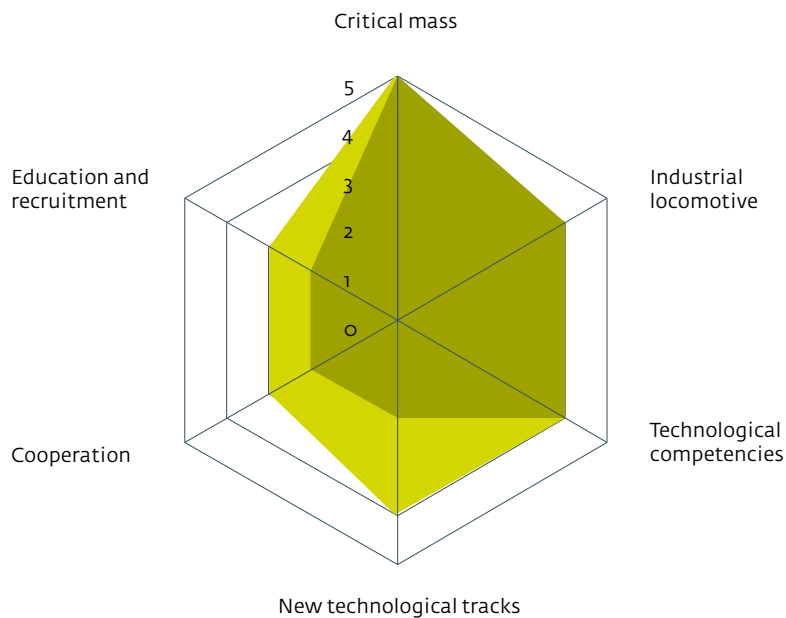 Critical mass
5
4
3
2
1
0
Education and
recruitment
Industrial
locomotive
Cooperation
Technological
competencies
New technological tracks